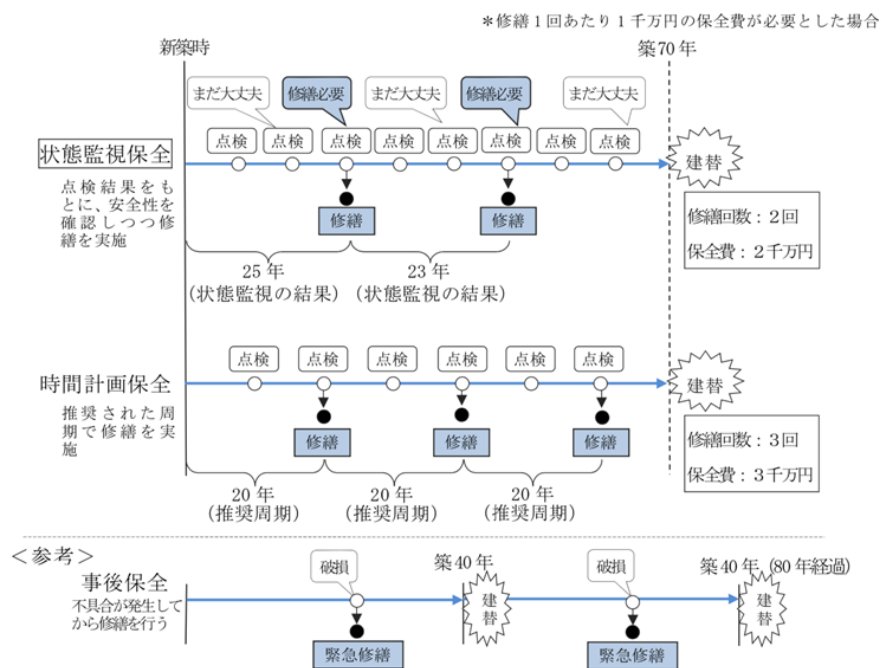 ＊修繕１回あたり１千万円の保全費が必要とした場合
新築時
築70年
まだ大丈夫
修繕必要
まだ大丈夫
修繕必要
まだ大丈夫
点検
点検
点検
点検
点検
点検
点検
点検
状態監視保全
建替
点検結果をも
とに、安全性を
確認しつつ修
繕を実施
修繕
修繕
修繕回数：２回
保全費：２千万円
25年
(状態監視の結果)
23年
(状態監視の結果)
点検
点検
点検
点検
点検
点検
時間計画保全
建替
推奨された周
期で修繕を実
施
修繕
修繕
修繕
修繕回数：３回
保全費：３千万円
20年
(推奨周期)
20年
(推奨周期)
20年
(推奨周期)
＜参考＞
破損
築40年
破損
築40年 (80年経過)
事後保全
不具合が発生して
から修繕を行う
建替
建替
緊急修繕
緊急修繕